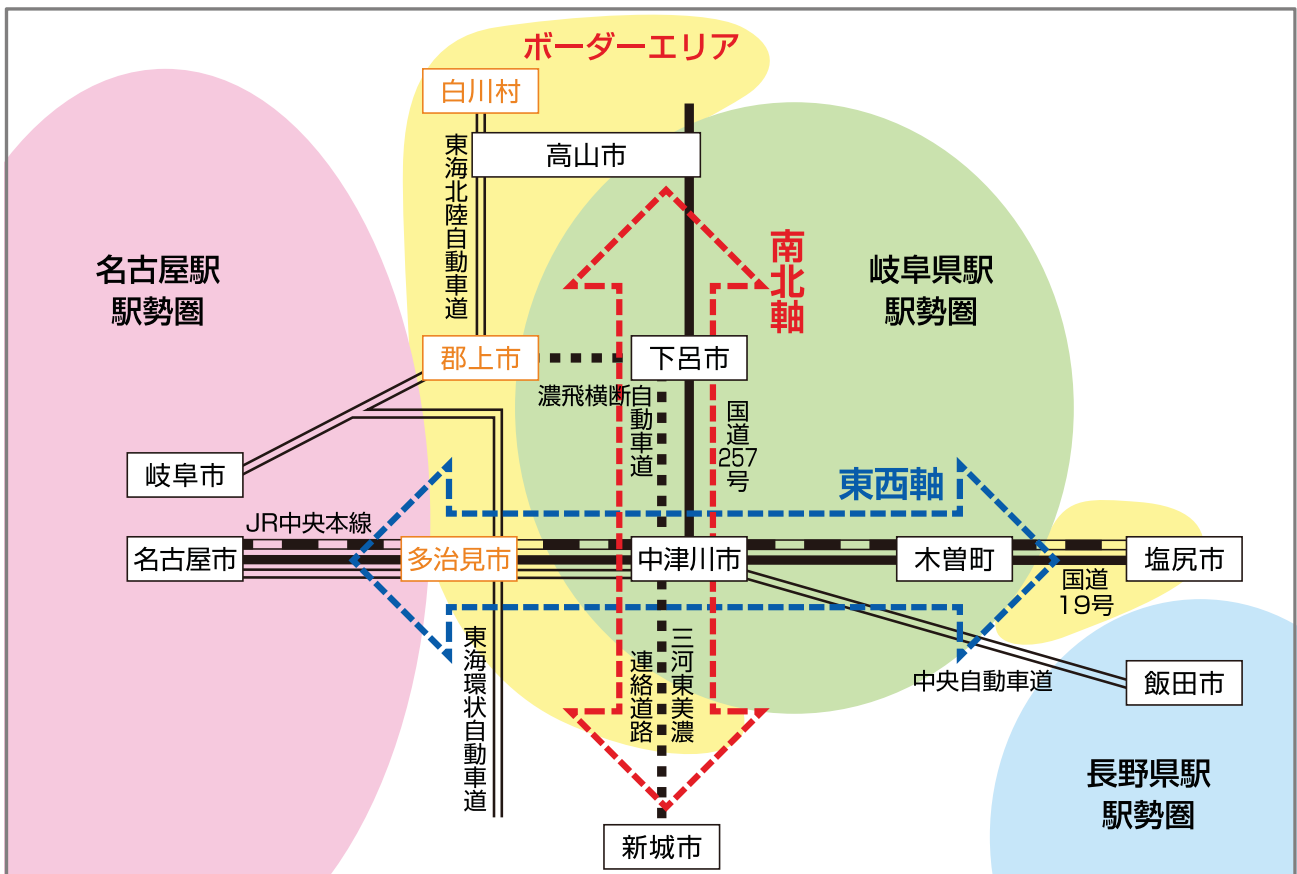 ボーダーエリア
白川村
高山市
東海北陸自動車道
名古屋駅
駅勢圏
南北軸
岐阜県駅
駅勢圏
郡上市
下呂市
濃飛横断自動車道
国道257号
岐阜市
東西軸
JR中央本線
名古屋市
多治見市
中津川市
木曽町
塩尻市
国道
19号
東海環状自動車道
三河東美濃
連絡道路
中央自動車道
飯田市
長野県駅
駅勢圏
新城市